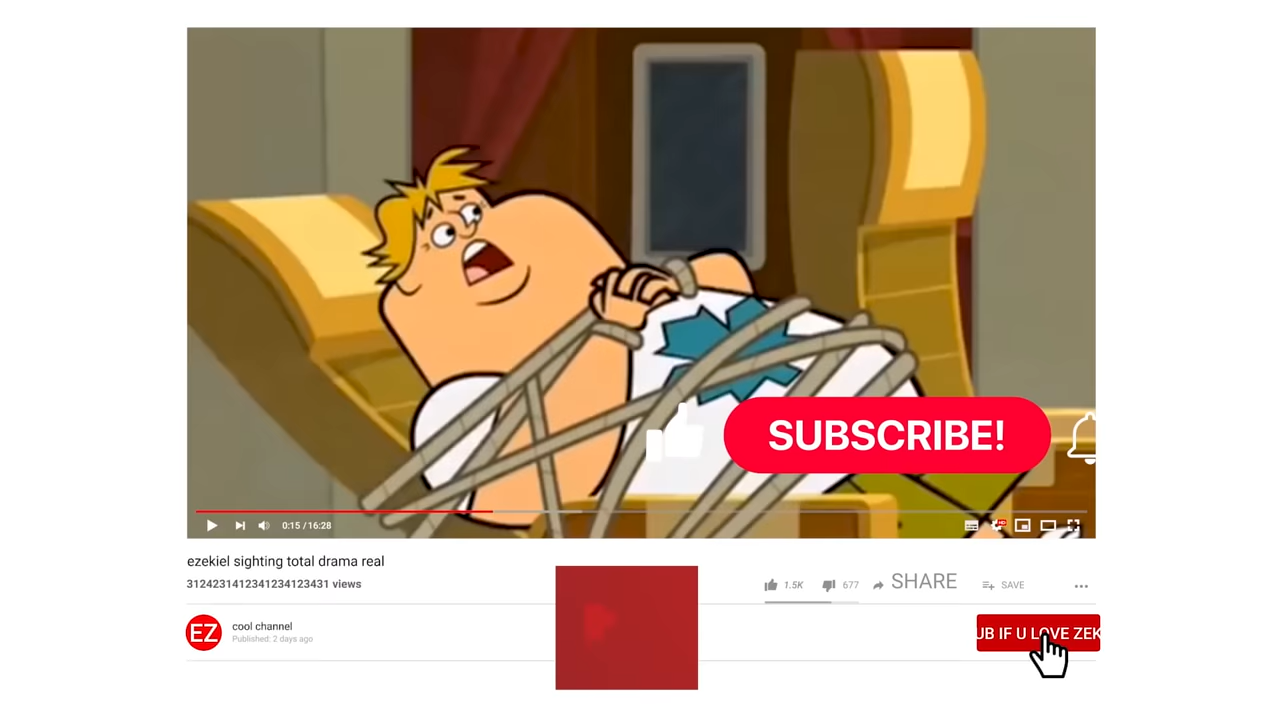 SUBSCRIBE!
0:15 / 16:28
HD
ezekiel sighting total drama real
3124231412341234123431 views
1.5K
677
SHARE
SAVE
EZ
cool channel
Published: 2 days ago
UB IF U LOVE ZEK